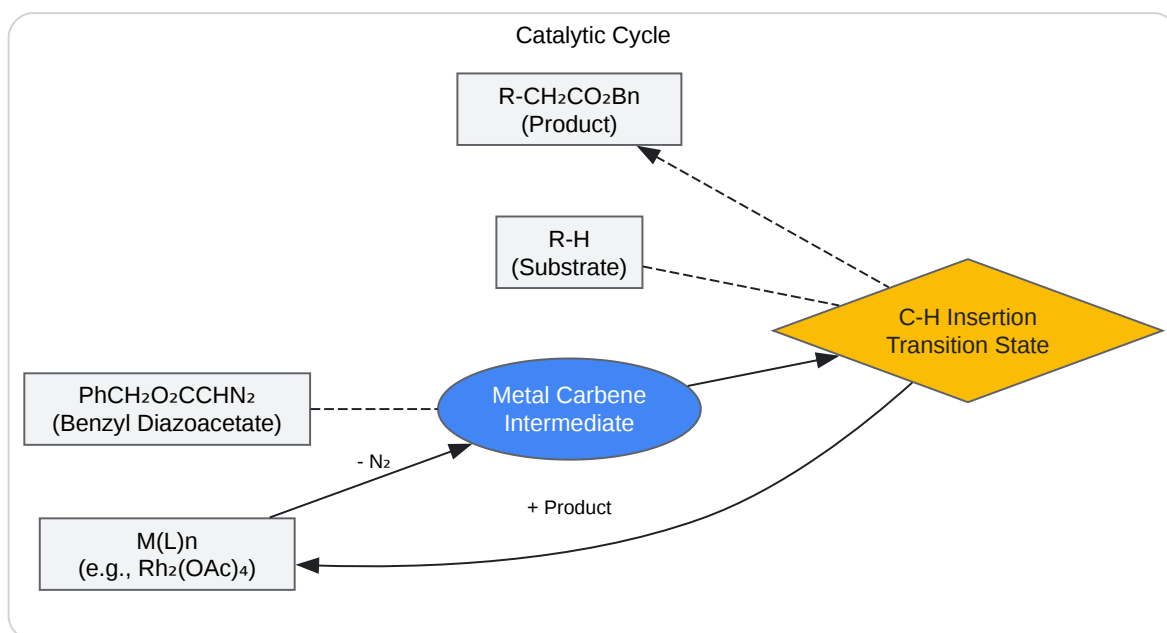 Catalytic Cycle
R-CH₂CO₂Bn
(Product)
R-H
(Substrate)
C-H Insertion
Transition State
PhCH₂O₂CCHN₂
(Benzyl Diazoacetate)
Metal Carbene
Intermediate
- N₂
+ Product
M(L)n
(e.g., Rh₂(OAc)₄)